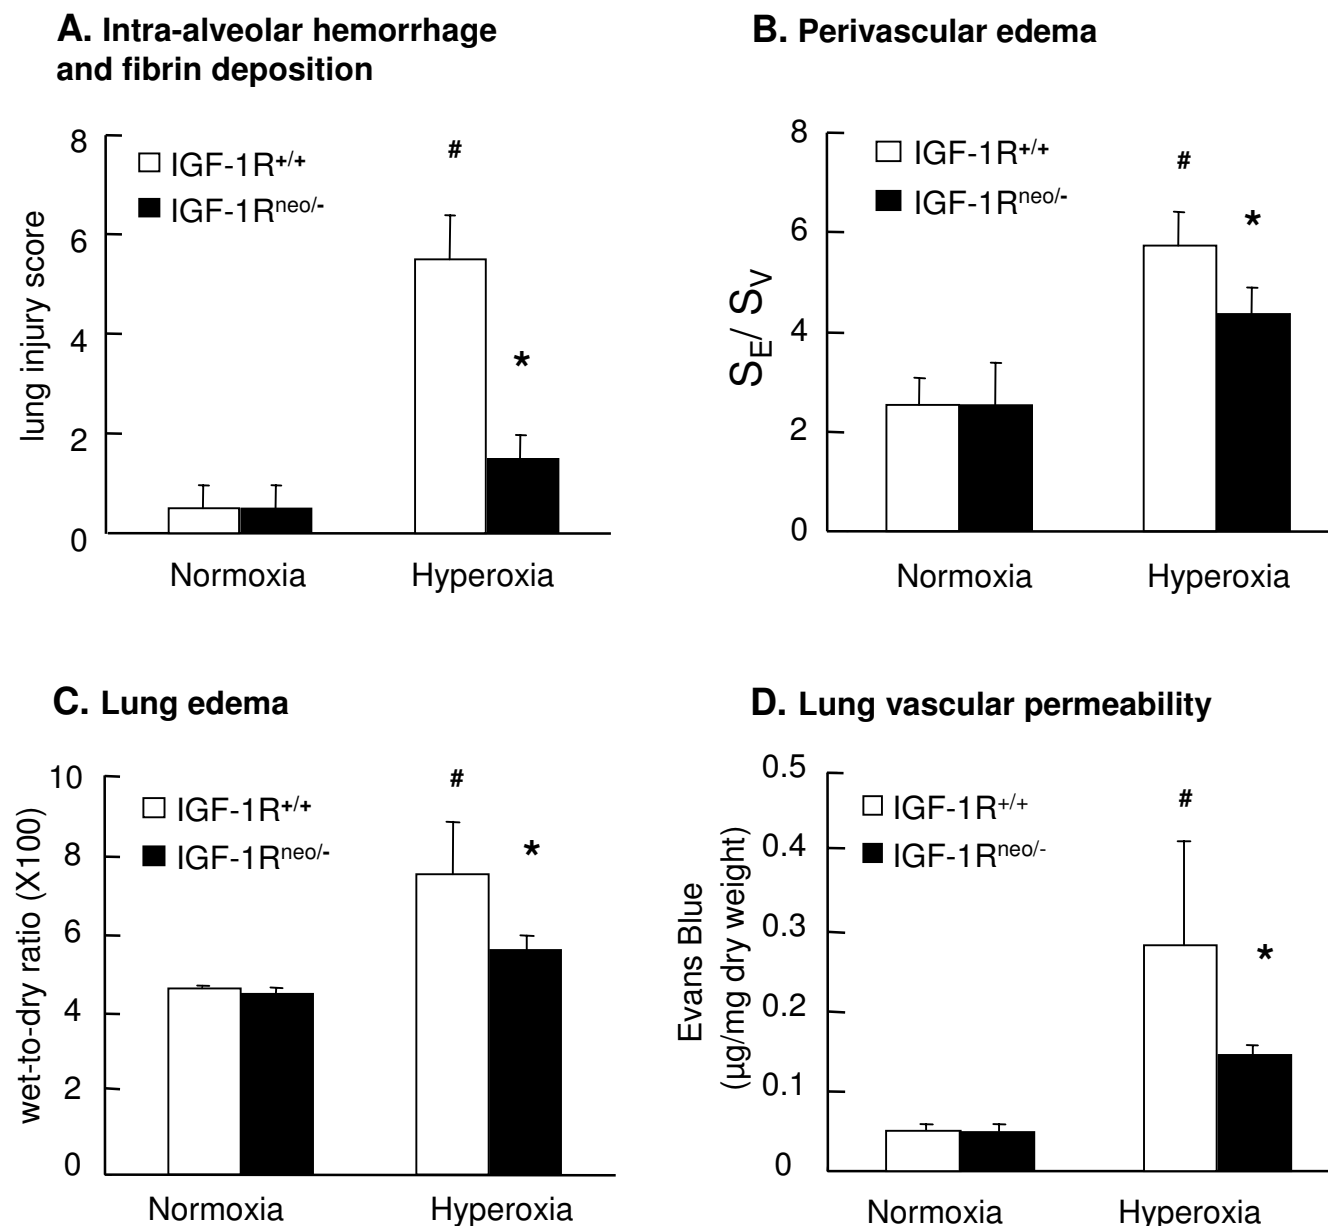 A. Intra-alveolar hemorrhage
and fibrin deposition
8
6
4
2
0
lung injury score
IGF-1R+/+
IGF-1Rneo/-
#
*
Normoxia Hyperoxia
B. Perivascular edema
8
6
4
2
0
SE/ SV
IGF-1R+/+
IGF-1Rneo/-
#
*
Normoxia Hyperoxia
C. Lung edema
10
8
6
4
2
0
wet-to-dry ratio (X100)
IGF-1R+/+
IGF-1Rneo/-
#
*
Normoxia Hyperoxia
D. Lung vascular permeability
0.5
0.4
0.3
0.2
0.1
0
Evans Blue
(µg/mg dry weight)
IGF-1R+/+
IGF-1Rneo/-
#
*
Normoxia Hyperoxia